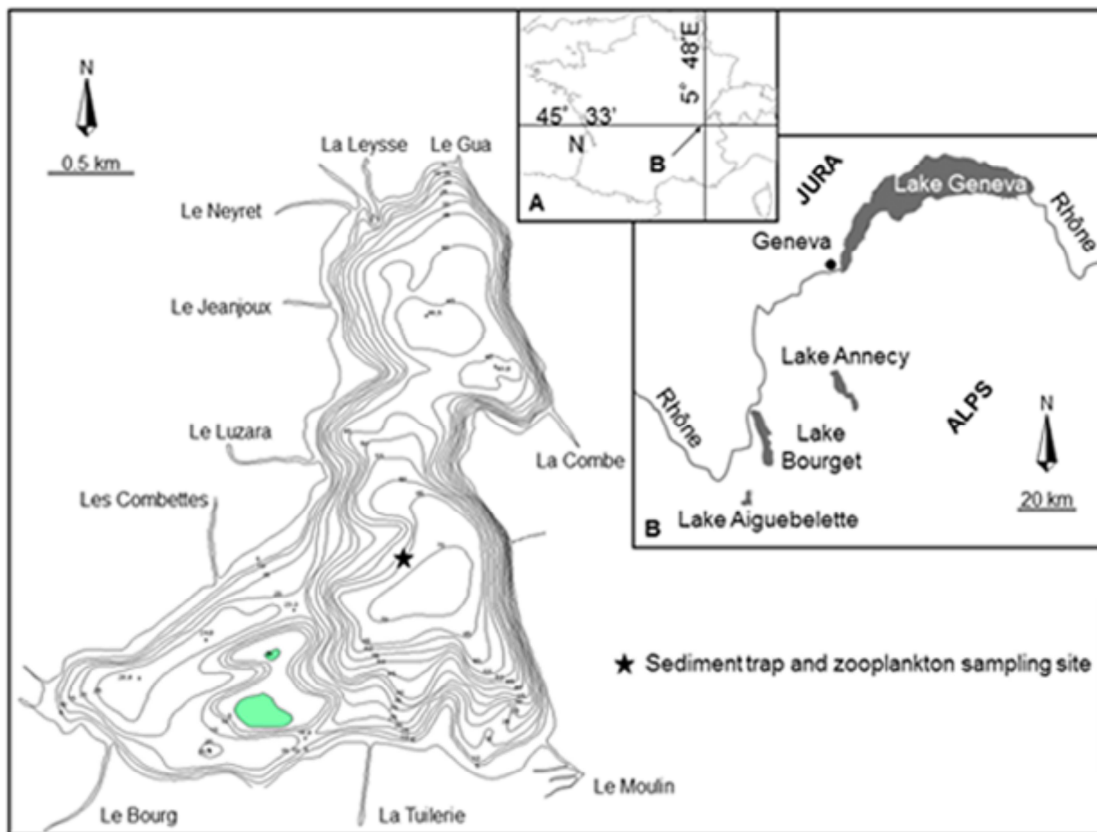 N
0.5 km
La Leysse
Le Gua
Le Neyret
Le Jeanjoux
Le Luzara
La Combe
Les Combettes
Le Bourg
La Tuilerie
Le Moulin
5° 48'E
45° 33'
N
B
A
JURA
Lake Geneva
Rhône
Geneva
Lake Annecy
ALPS
Rhône
Lake
Bourget
N
20 km
Lake Aiguebelette
B
★ Sediment trap and zooplankton sampling site